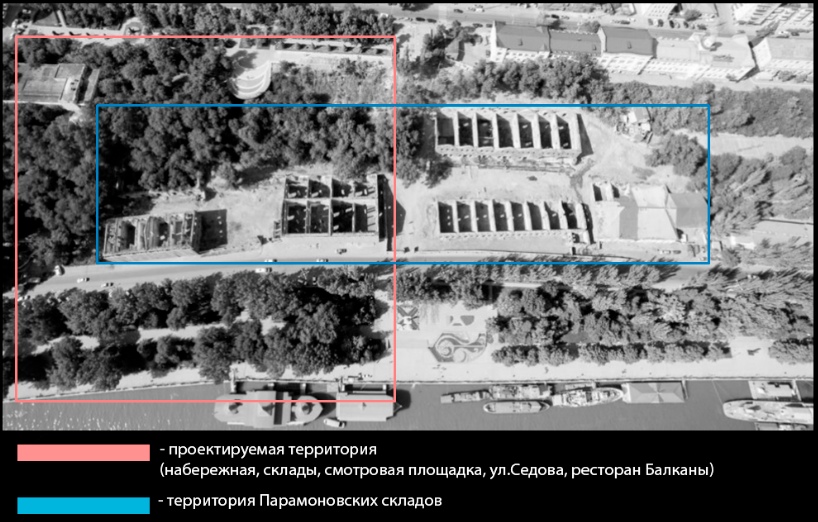 - проектируемая территория
(набережная, склады, смотровая площадка, ул.Седова, ресторан Балканы)
- территория Парамоновских складов